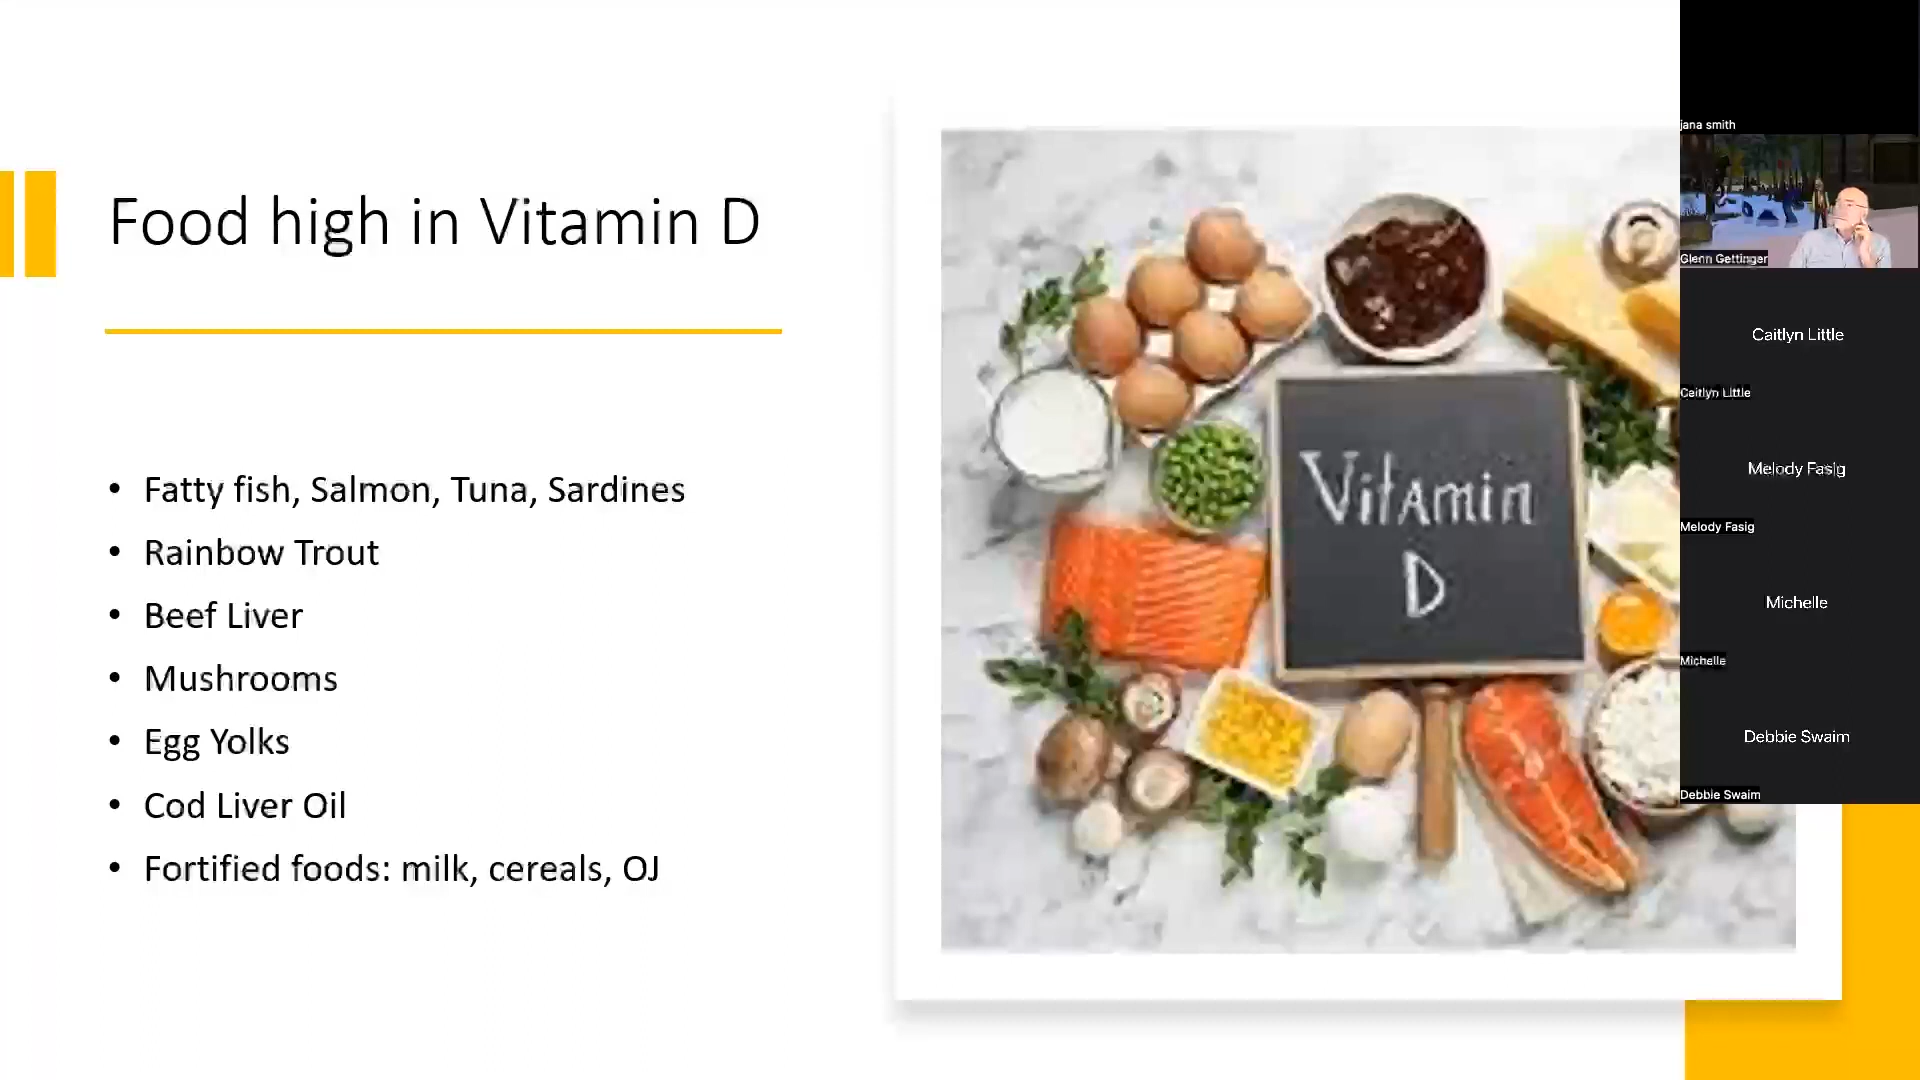 Food high in Vitamin D
• Fatty fish, Salmon, Tuna, Sardines
• Rainbow Trout
• Beef Liver
• Mushrooms
• Egg Yolks
• Cod Liver Oil
• Fortified foods: milk, cereals, OJ
Vitamin
D
jana smith
Glenn Gettinger
Caitlyn Little
Caitlyn Little
Melody Fasig
Melody Fasig
Michelle
Michelle
Debbie Swaim
Debbie Swaim